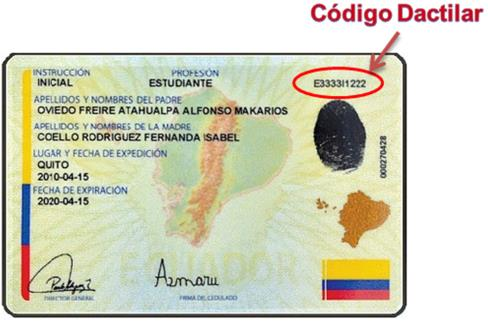 Código Dactilar
INSTRUCCIÓN PROFESIÓN
INICIAL ESTUDIANTE E3333I1222
APELLIDOS Y NOMBRES DEL PADRE
OVIEDO FREIRE ATAHUALPA ALFONSO MAKARIOS
APELLIDOS Y NOMBRES DE LA MADRE
COELLO RODRIGUEZ FERNANDA ISABEL
LUGAR Y FECHA DE EXPEDICIÓN
QUITO
2010-04-15
FECHA DE EXPIRACIÓN
2020-04-15
000270428
ECUADOR
Azmaru
DIRECTOR GENERAL FIRMA DEL CEDULADO